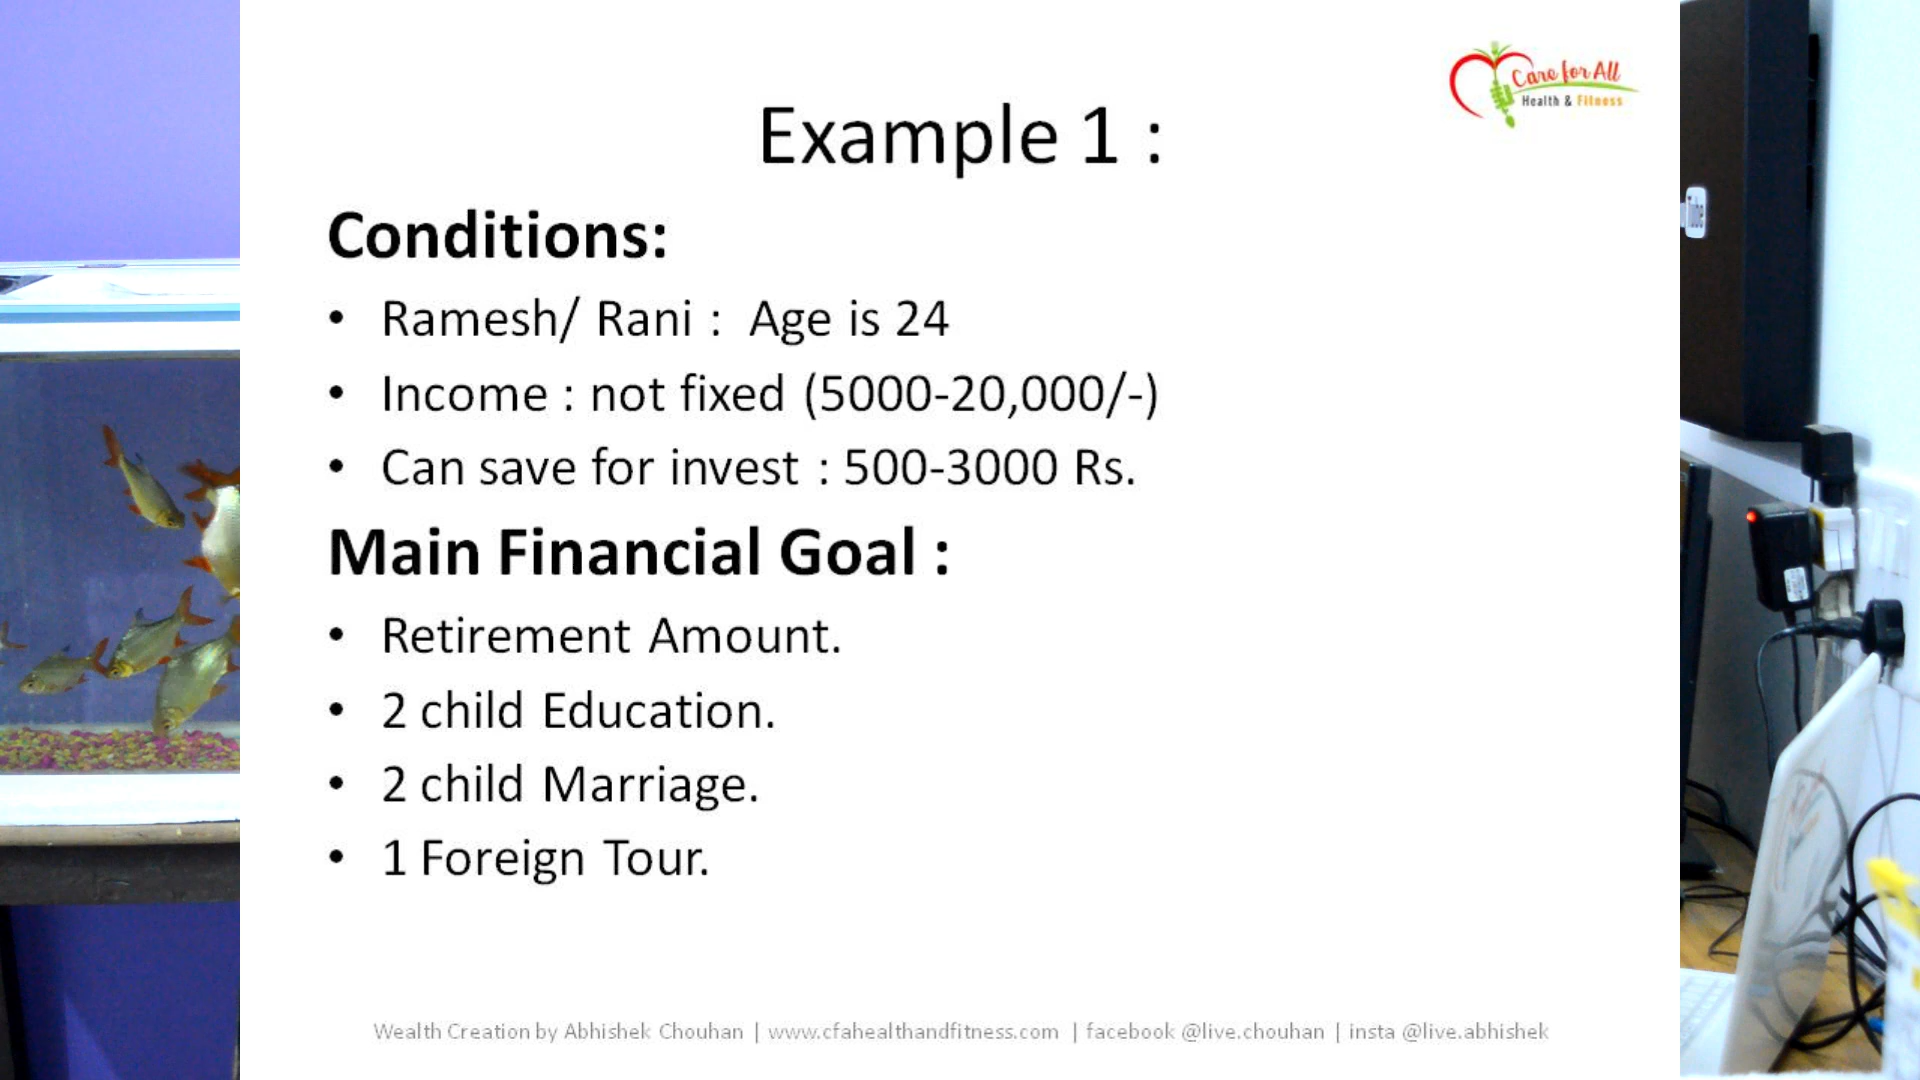 Care for All
Health & Fitness
Example 1 :
Conditions:
• Ramesh/ Rani : Age is 24
• Income : not fixed (5000-20,000/-)
• Can save for invest : 500-3000 Rs.
Main Financial Goal :
• Retirement Amount.
• 2 child Education.
• 2 child Marriage.
• 1 Foreign Tour.
Wealth Creation by Abhishek Chouhan | www.cfahealthandfitness.com | facebook @live.chouhan | insta @live.abhishek